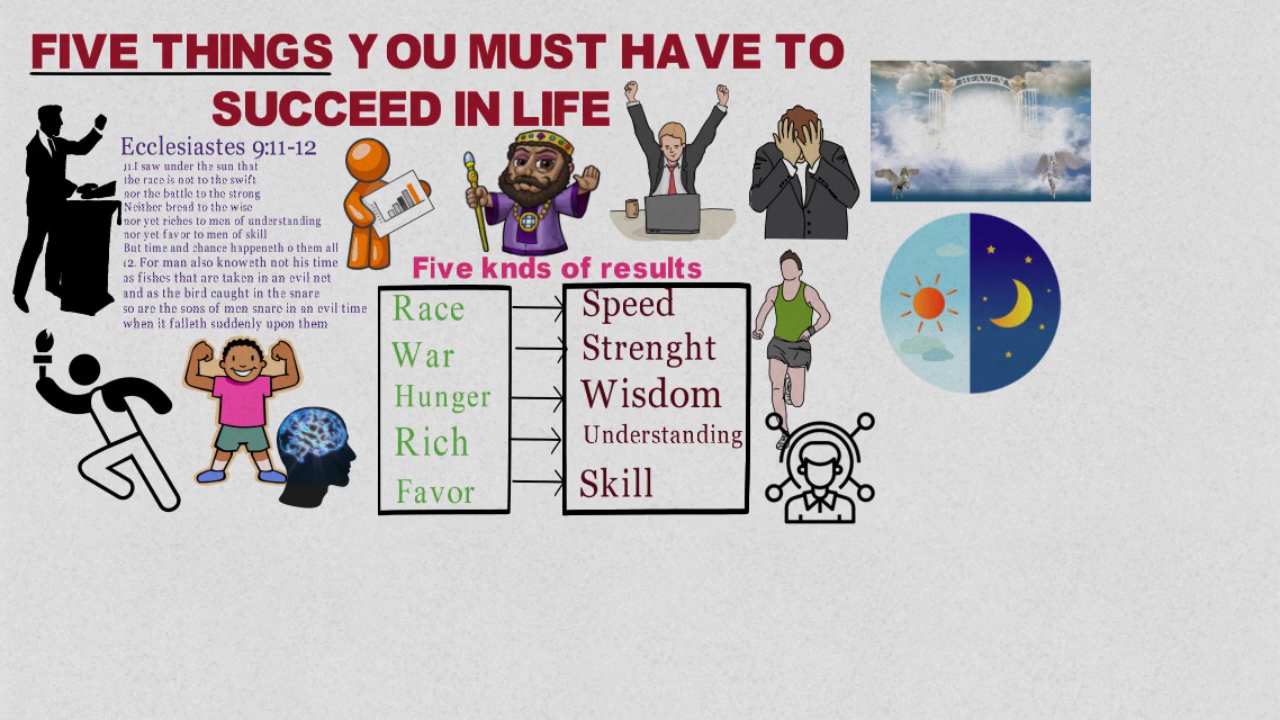 FIVE THINGS YOU MUST HAVE TO
SUCCEED IN LIFE
HEAVEN
Ecclesiastes 9:11-12
11.I saw under the sun that
the race is not to the swift
nor the battle to the strong
Neither bread to the wise
nor yet riches to men of understanding
nor yet favor to men of skill
But time and chance happeneth o them all
12. For man also knoweth not his time
as fishes that are taken in an evil net
and as the bird caught in the snare
so are the sons of men snare in an evil time
when it falleth suddenly upon them
Five knds of results
Race
War
Hunger
Rich
Favor
Speed
Strenght
Wisdom
Understanding
Skill